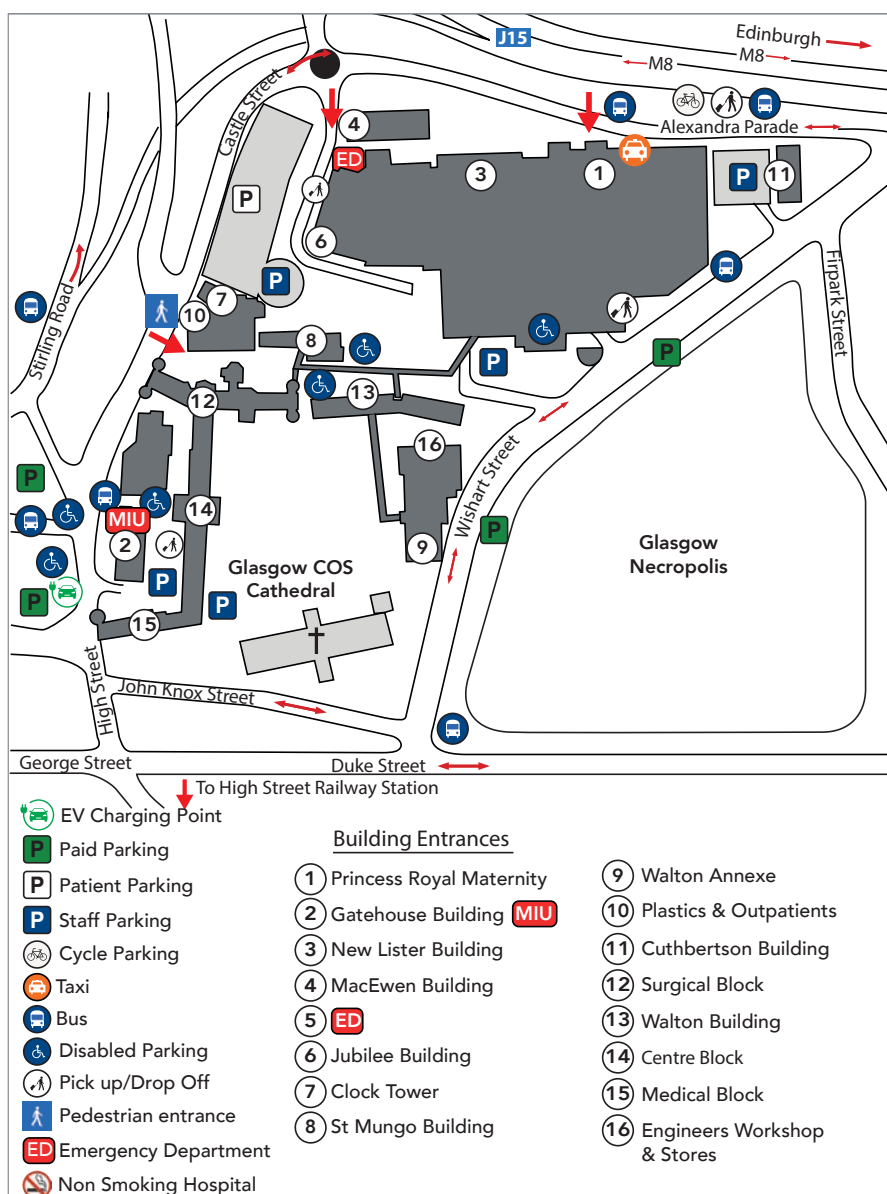 Edinburgh
J15
M8
M8
Castle Street
Alexandra Parade
4
ED
3
1
P
11
P
6
P
7
10
Stirling Road
Firpark Street
8
P
P
13
12
16
Wishart Street
P
14
P
MIU
2
9
Glasgow COS
Cathedral
Glasgow
Necropolis
P
P
P
15
High Street
John Knox Street
George Street
Duke Street
To High Street Railway Station
EV Charging Point
P Paid Parking
P Patient Parking
P Staff Parking
Cycle Parking
Taxi
Bus
Disabled Parking
Pick up/Drop Off
Pedestrian entrance
ED Emergency Department
Non Smoking Hospital
Building Entrances
1 Princess Royal Maternity
2 Gatehouse Building MIU
3 New Lister Building
4 MacEwen Building
5 ED
6 Jubilee Building
7 Clock Tower
8 St Mungo Building
9 Walton Annexe
10 Plastics & Outpatients
11 Cuthbertson Building
12 Surgical Block
13 Walton Building
14 Centre Block
15 Medical Block
16 Engineers Workshop
& Stores